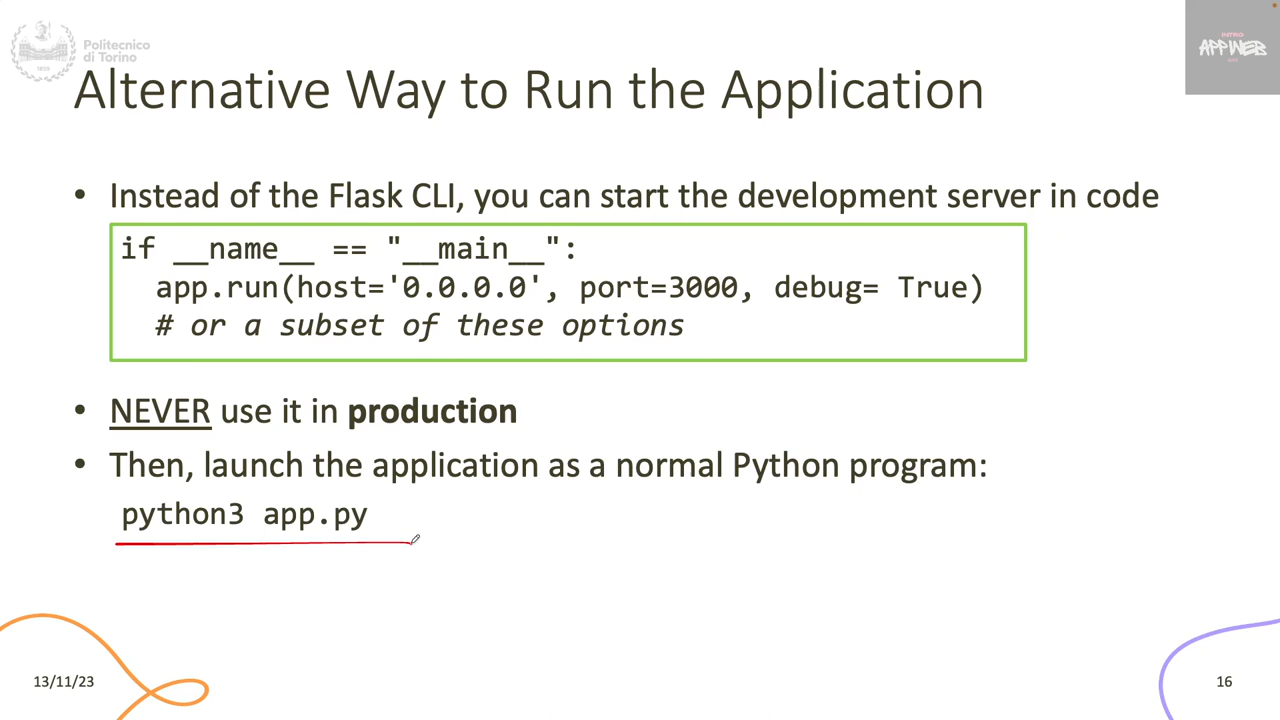 Politecnico
di Torino
1859
INTRO
APPWEB
Alternative Way to Run the Application
• Instead of the Flask CLI, you can start the development server in code
if __name__ == "__main__":
app.run(host='0.0.0.0', port=3000, debug= True)
# or a subset of these options
• NEVER use it in production
• Then, launch the application as a normal Python program:
python3 app.py
13/11/23
16